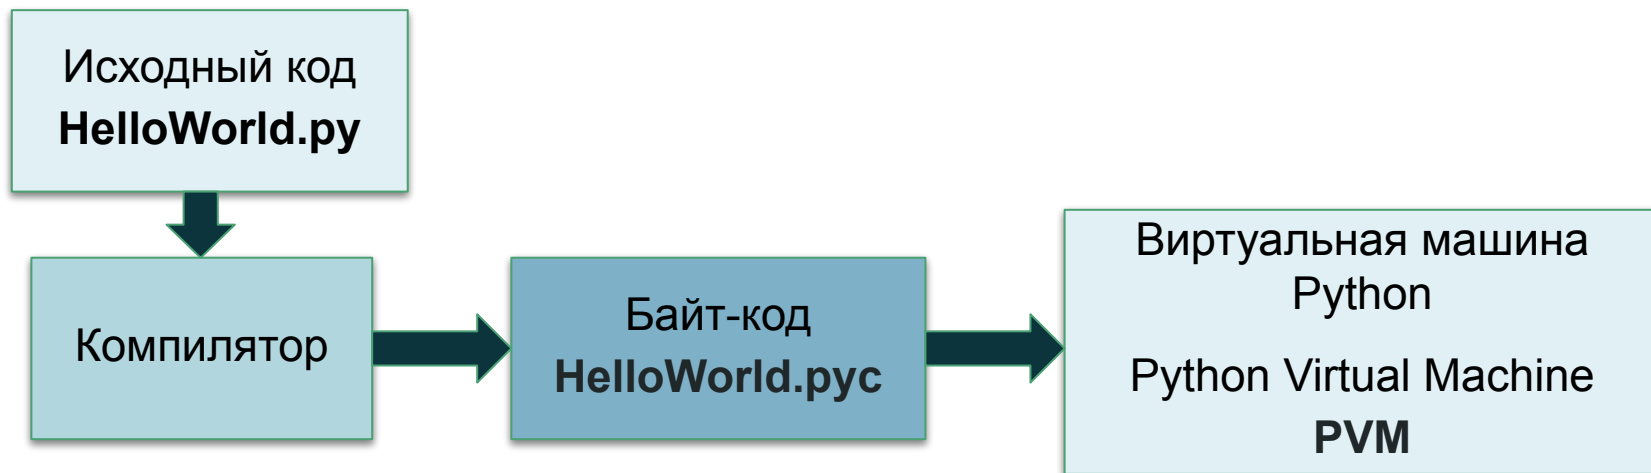 Исходный код
HelloWorld.py
Компилятор
Байт-код
HelloWorld.pyc
Виртуальная машина
Python
Python Virtual Machine
PVM